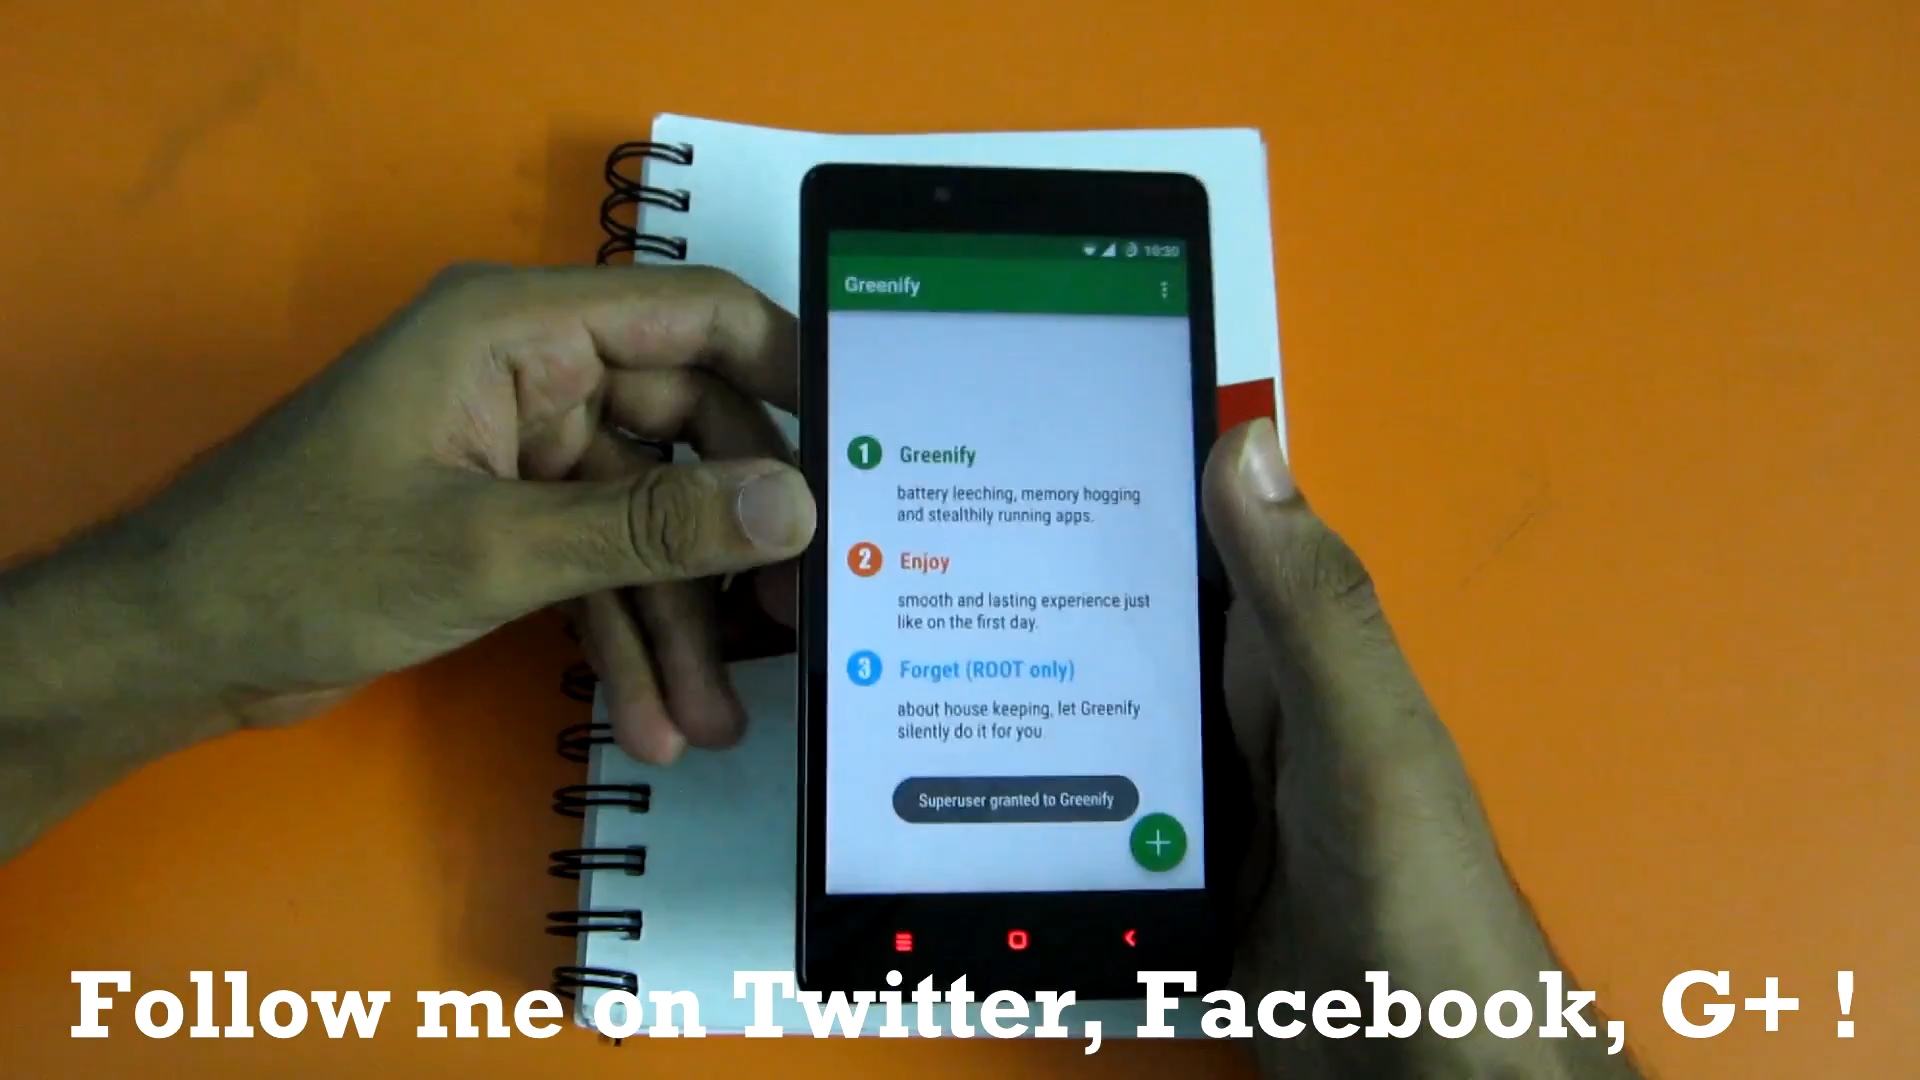 10:30
Greenify
1 Greenify
battery leeching, memory hogging
and stealthily running apps.
2 Enjoy
smooth and lasting experience just
like on the first day.
3 Forget (ROOT only)
about house keeping, let Greenify
silently do it for you.
Superuser granted to Greenify
Follow me on Twitter, Facebook, G+ !